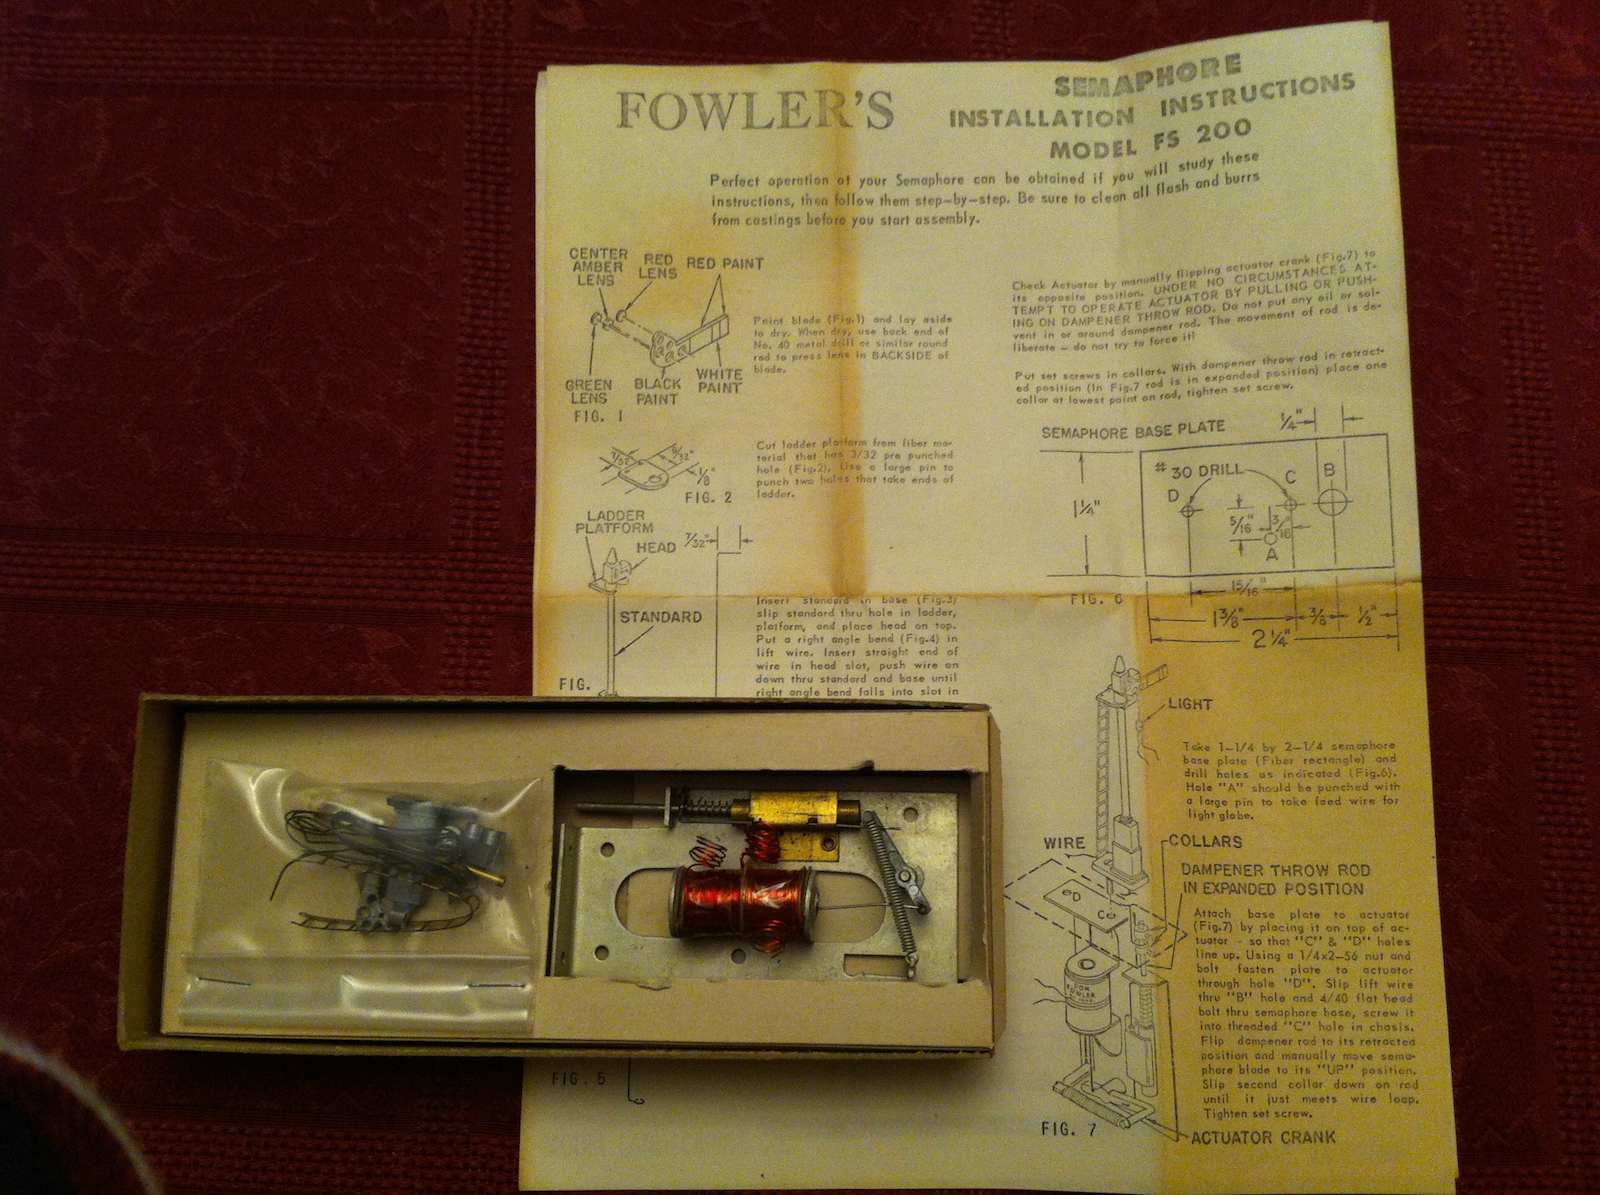 FOWLER'S
SEMAPHORE
INSTALLATION INSTRUCTIONS
MODEL FS 200
Perfect operation of your Semaphore can be obtained if you will study these
instructions, then follow them step-by-step. Be sure to clean all flash and burrs
from castings before you start assembly.
CENTER
AMBER
LENS
RED
LENS
RED PAINT
GREEN
LENS
BLACK
PAINT
WHITE
PAINT
FIG. 1
Paint blade (Fig.1) and lay aside
to dry. When dry, use back end of
No. 40 metal drill or similar round
rod to press lens in BACKSIDE of
blade.
7/32"
9/32"
1/8"
FIG. 2
Cut ladder platform from fiber ma-
terial that has 3/32 pre punched
hole (Fig.2). Use a large pin to
punch two holes that take ends of
ladder.
LADDER
PLATFORM
HEAD
7/32"
STANDARD
FIG.
Insert standard in base (Fig.3)
slip standard thru hole in ladder,
platform, and place head on top.
Put a right angle bend (Fig.4) in
lift wire. Insert straight end of
wire in head slot, push wire on
down thru standard and base until
right angle bend falls into slot in
FIG. 5
Check Actuator by manually flipping actuator crank (Fig.7) to
its opposite position. UNDER NO CIRCUMSTANCES AT-
TEMPT TO OPERATE ACTUATOR BY PULLING OR PUSH-
ING ON DAMPENER THROW ROD. Do not put any oil or sol-
vent in or around dampener rod. The movement of rod is de-
liberate - do not try to force it!
Put set screws in collars. With dampener throw rod in retract-
ed position (In Fig.7 rod is in expanded position) place one
collar at lowest point on rod, tighten set screw.
SEMAPHORE BASE PLATE
1/4"
# 30 DRILL
D
C
B
A
1 1/4"
5/16"
3/16
15/16"
FIG. 6
1 3/8"
3/8
1/2"
2 1/4"
LIGHT
Take 1-1/4 by 2-1/4 semaphore
base plate (Fiber rectangle) and
drill holes as indicated (Fig.6).
Hole "A" should be punched with
a large pin to take feed wire for
light globe.
WIRE
COLLARS
DAMPENER THROW ROD
IN EXPANDED POSITION
D
C
FOWLER
Attach base plate to actuator
(Fig.7) by placing it on top of ac-
tuator - so that "C" & "D" holes
line up. Using a 1/4x2-56 nut and
bolt fasten plate to actuator
through hole "D". Slip lift wire
thru "B" hole and 4/40 flat head
bolt thru semaphore base, screw it
into threaded "C" hole in chasis.
Flip dampener rod to its retracted
position and manually move sema-
phore blade to its "UP" position.
Slip second collar down on rod
until it just meets wire loop.
Tighten set screw.
FIG. 7
ACTUATOR CRANK